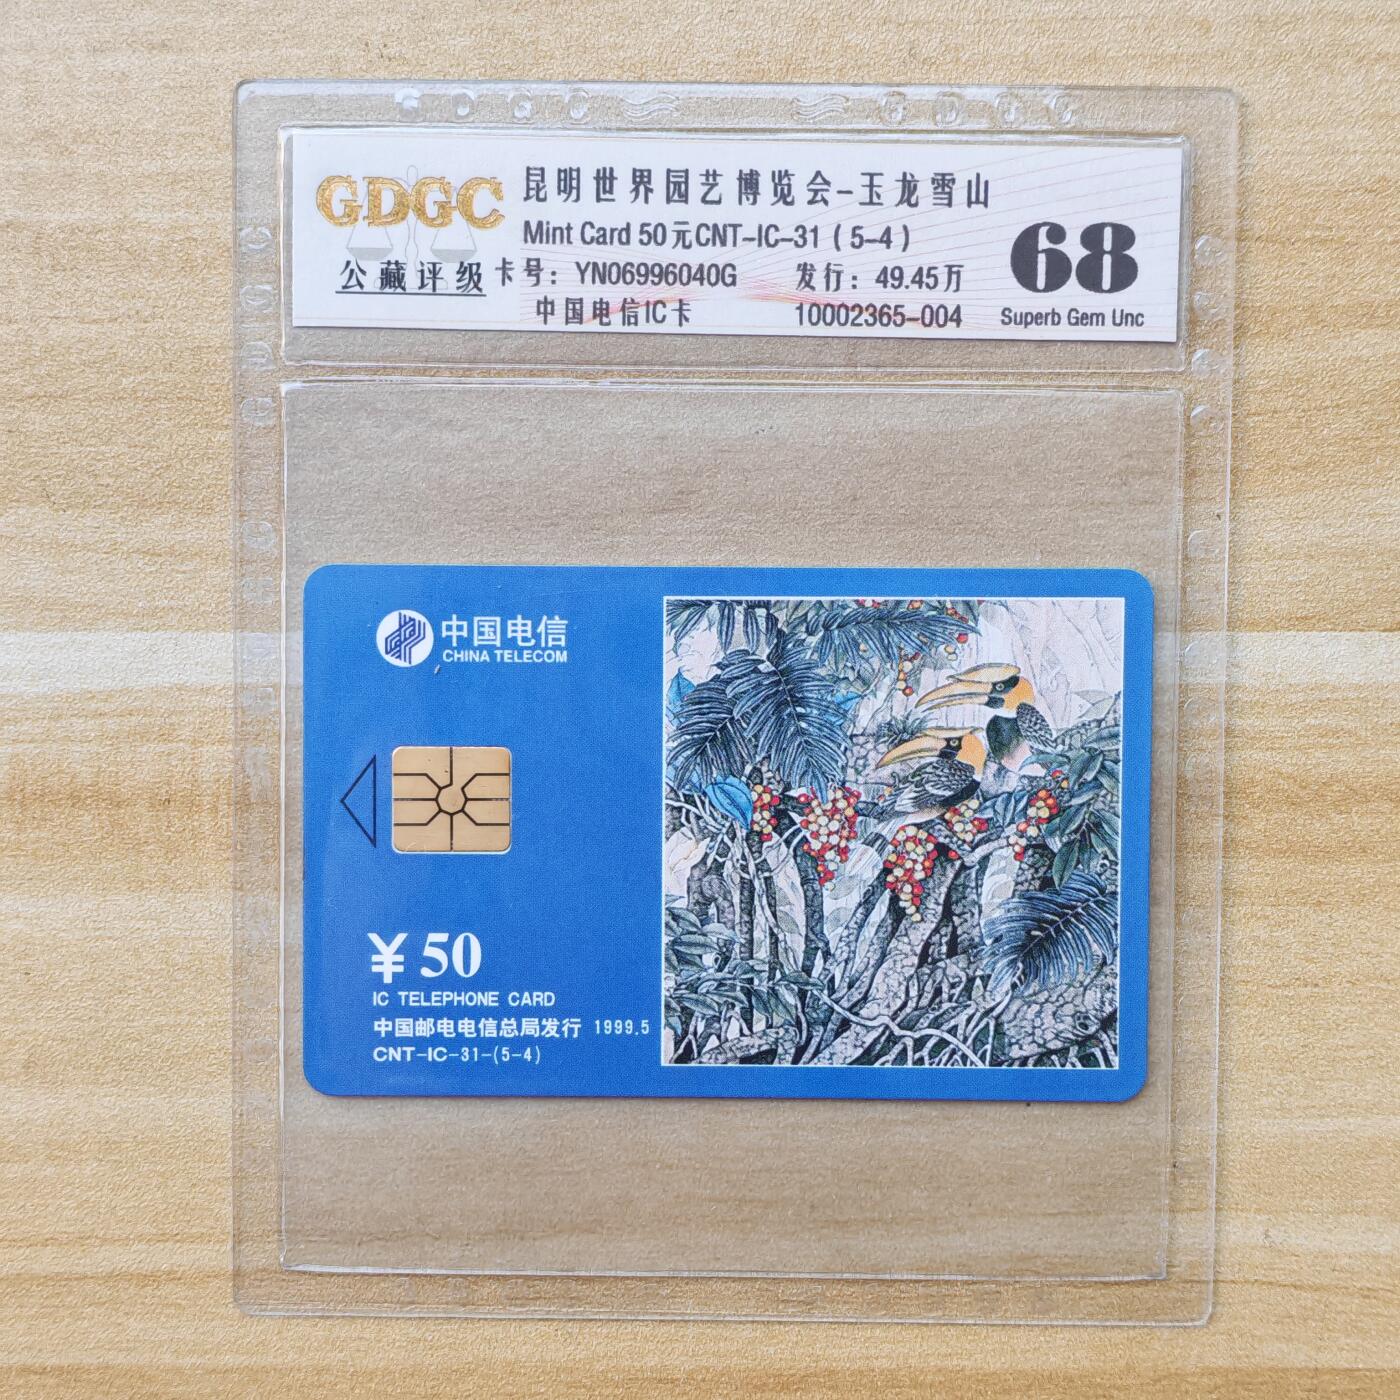 GDGC
公藏评级
昆明世界园艺博览会-玉龙雪山
Mint Card 50元CNT-IC-31 (5-4)
卡号: YN06996040G 发行: 49.45万
中国电信IC卡 10002365-004
68
Superb Gem Unc
中国电信
CHINA TELECOM
¥50
IC TELEPHONE CARD
中国邮电电信总局发行 1999.5
CNT-IC-31-(5-4)